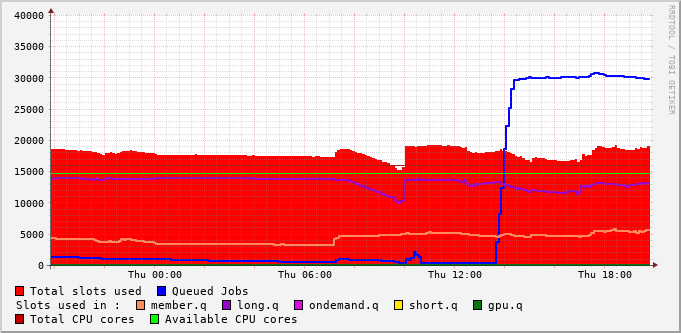 40000
35000
30000
25000
20000
15000
10000
5000
0
Thu 00:00 Thu 06:00 Thu 12:00 Thu 18:00
RRDTOOL / TOBI OETIKER
Total slots used Queued Jobs
Slots used in : member.q long.q ondemand.q short.q gpu.q
Total CPU cores Available CPU cores